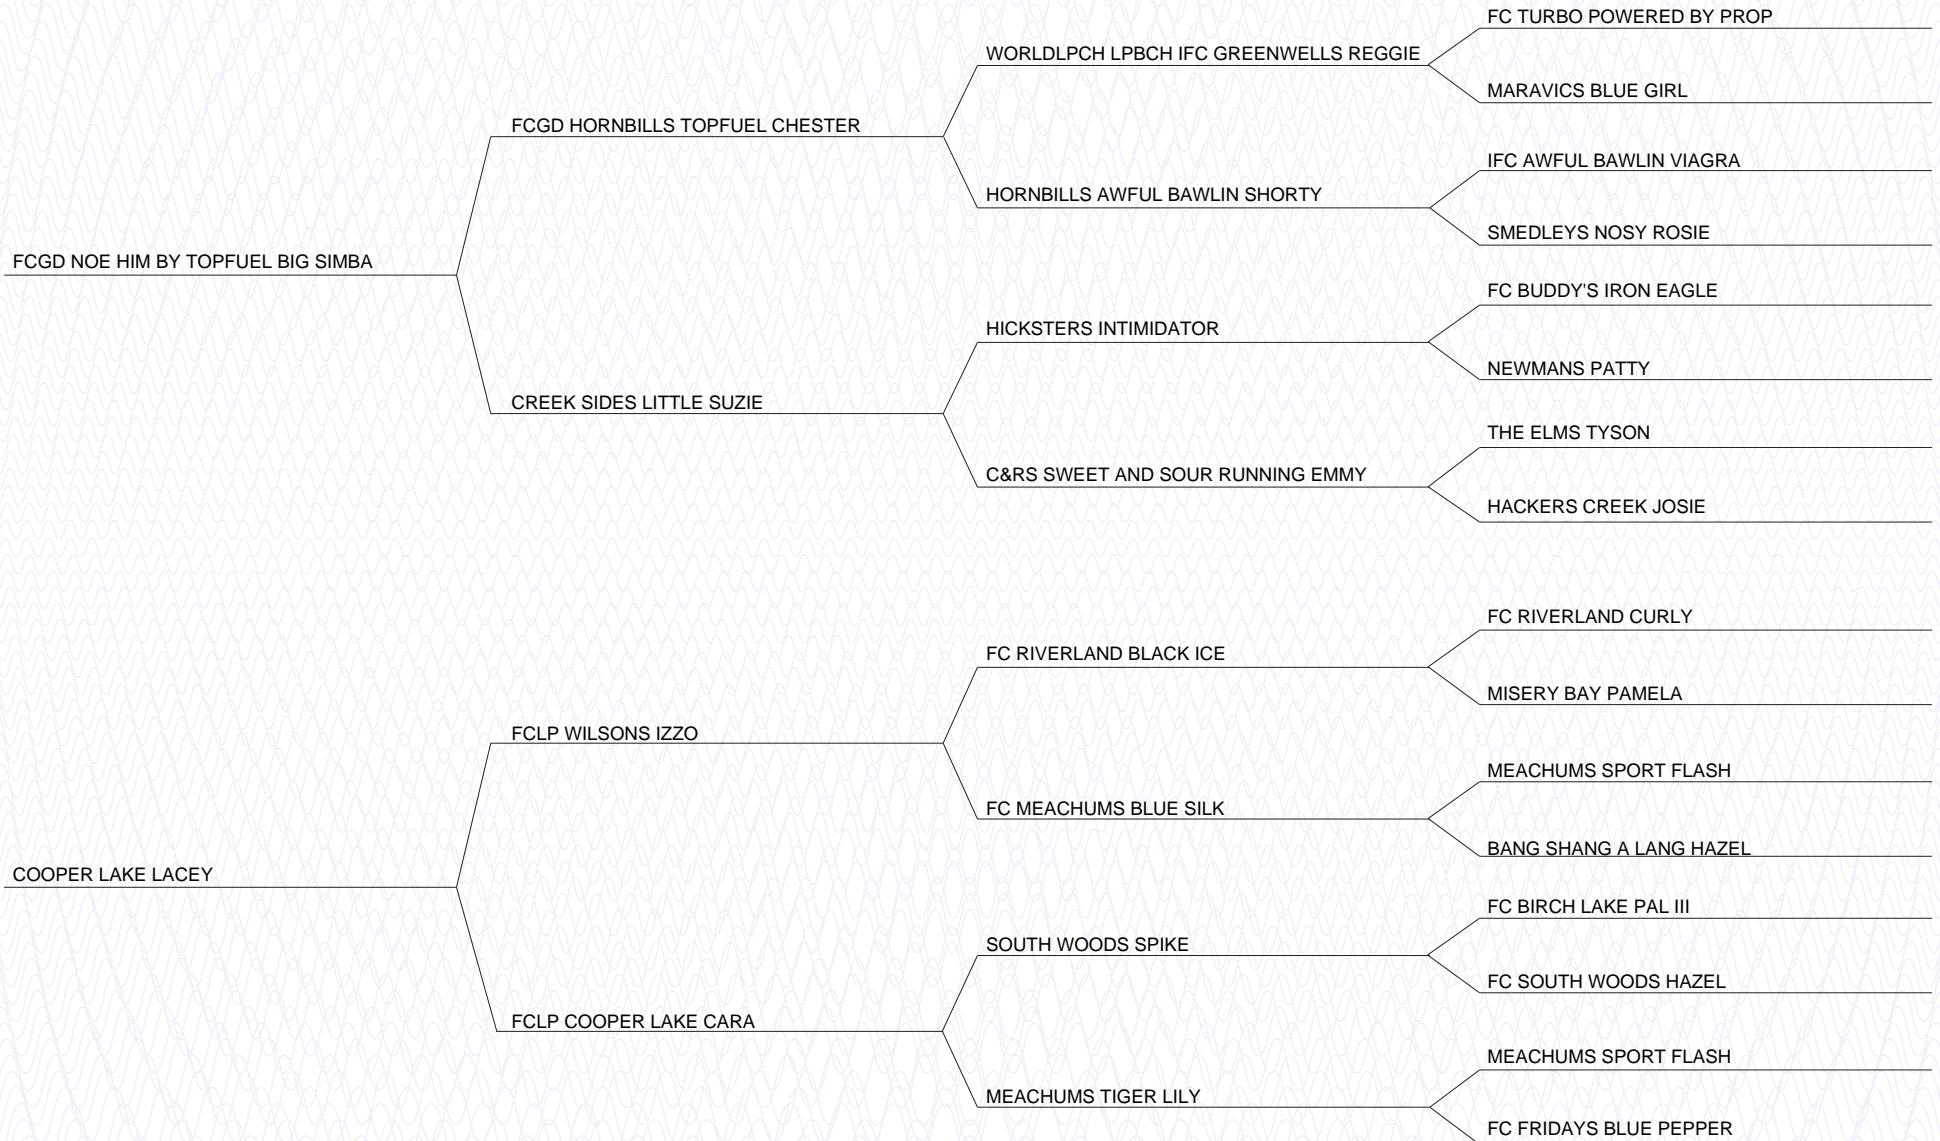 FC TURBO POWERED BY PROP
WORLDLPCH LPBCH IFC GREENWELLS REGGIE
MARAVICS BLUE GIRL
FCGD HORNBILLS TOPFUEL CHESTER
IFC AWFUL BAWLIN VIAGRA
HORNBILLS AWFUL BAWLIN SHORTY
SMEDLEYS NOSY ROSIE
FCGD NOE HIM BY TOPFUEL BIG SIMBA
FC BUDDY'S IRON EAGLE
HICKSTERS INTIMIDATOR
NEWMANS PATTY
CREEK SIDES LITTLE SUZIE
THE ELMS TYSON
C&RS SWEET AND SOUR RUNNING EMMY
HACKERS CREEK JOSIE
FC RIVERLAND CURLY
FC RIVERLAND BLACK ICE
MISERY BAY PAMELA
FCLP WILSONS IZZO
MEACHUMS SPORT FLASH
FC MEACHUMS BLUE SILK
BANG SHANG A LANG HAZEL
COOPER LAKE LACEY
FC BIRCH LAKE PAL III
SOUTH WOODS SPIKE
FC SOUTH WOODS HAZEL
FCLP COOPER LAKE CARA
MEACHUMS SPORT FLASH
MEACHUMS TIGER LILY
FC FRIDAYS BLUE PEPPER